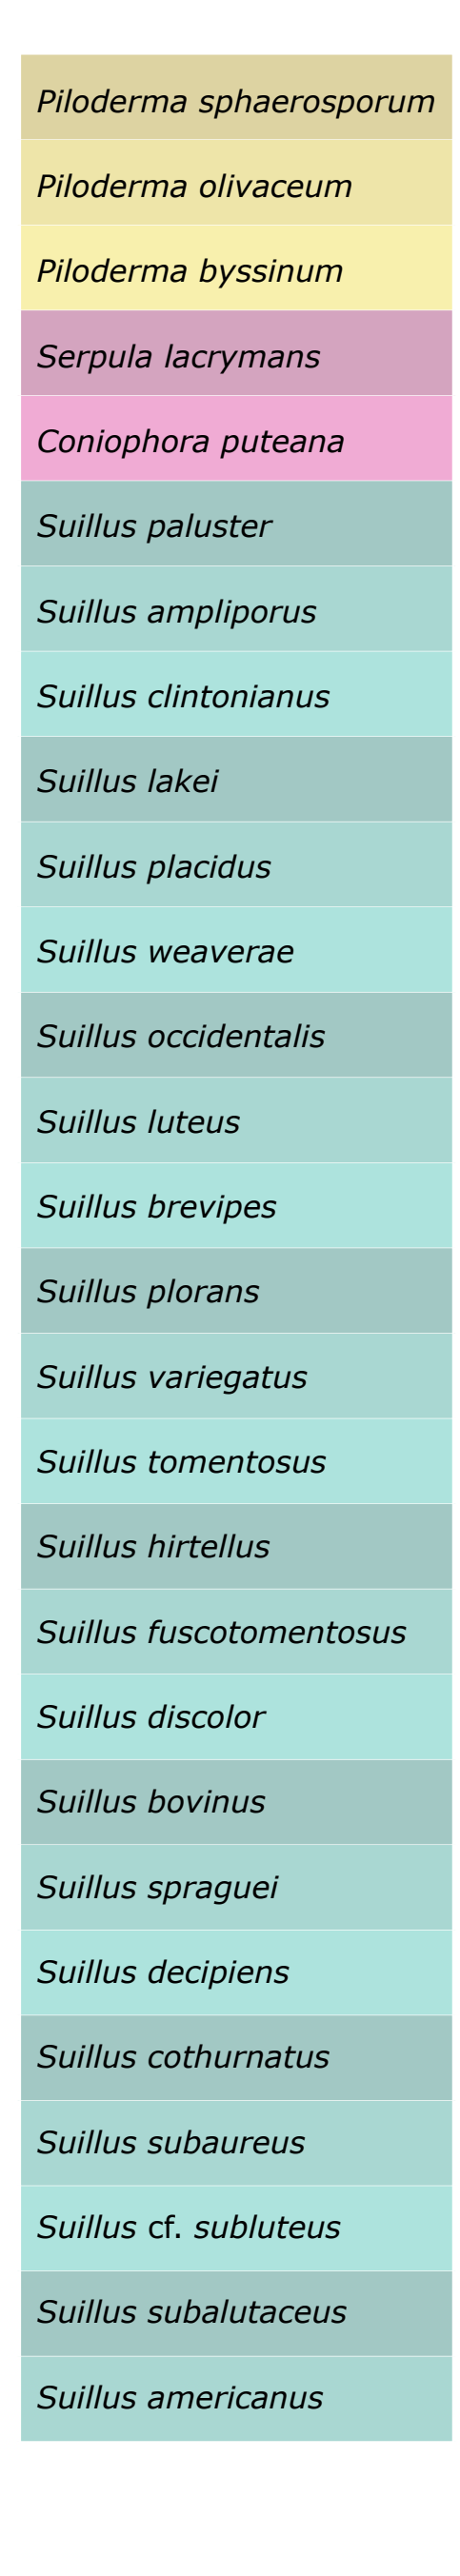 Piloderma sphaerosporum
Piloderma olivaceum
Piloderma byssinum
Serpula lacrymans
Coniophora puteana
Suillus paluster
Suillus ampliporus
Suillus clintonianus
Suillus lakei
Suillus placidus
Suillus weaverae
Suillus occidentalis
Suillus luteus
Suillus brevipes
Suillus plorans
Suillus variegatus
Suillus tomentosus
Suillus hirtellus
Suillus fuscotomentosus
Suillus discolor
Suillus bovinus
Suillus spraguei
Suillus decipiens
Suillus cothurnatus
Suillus subaureus
Suillus cf. subluteus
Suillus subalutaceus
Suillus americanus